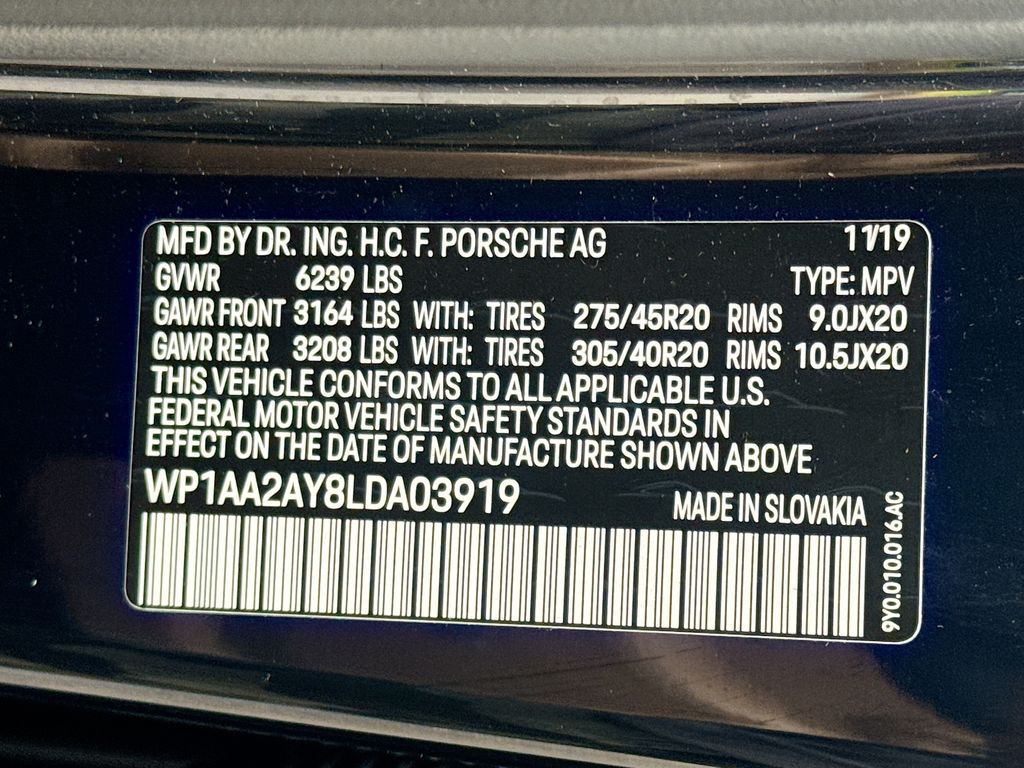 MFD BY DR. ING. H.C. F. PORSCHE AG 11/19
GVWR 6239 LBS TYPE: MPV
GAWR FRONT 3164 LBS WITH: TIRES 275/45R20 RIMS 9.0JX20
GAWR REAR 3208 LBS WITH: TIRES 305/40R20 RIMS 10.5JX20
THIS VEHICLE CONFORMS TO ALL APPLICABLE U.S.
FEDERAL MOTOR VEHICLE SAFETY STANDARDS IN
EFFECT ON THE DATE OF MANUFACTURE SHOWN ABOVE
WP1AA2AY8LDA03919 MADE IN SLOVAKIA
9Y0.010.016.AC